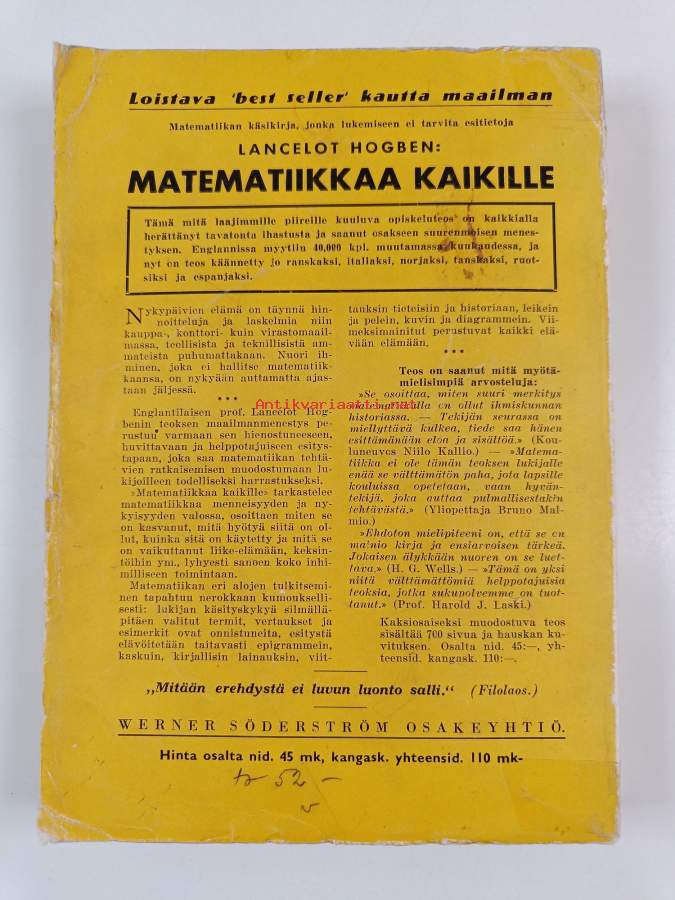 Loistava 'best seller' kautta maailman
Matematiikan käsikirja, jonka lukemiseen ei tarvita esitietoja
LANCELOT HOGBEN:
MATEMATIIKKAA KAIKILLE
Tämä mitä laajimmille piireille kuuluva opiskeluteos on kaikkialla
herättänyt tavatonta ihastusta ja saanut osakseen suurenmoisen menes-
tyksen. Englannissa myytiin 40,000 kpl. muutamassa kuukaudessa, ja
nyt on teos käännetty jo ranskaksi, italiaksi, norjaksi, tanskaksi, ruot-
siksi ja espanjaksi.
Nykypäivien elämä on täynnä hin-
noitteluja ja laskelmia niin
kauppa-, konttori- kuin virastomaail-
massa, teollisista ja teknillisistä am-
mateista puhumattakaan. Nuori ih-
minen, joka ei hallitse matematiik-
kaansa, on nykyään auttamatta ajas-
taan jäljessä.
***
Englantilaisen prof. Lancelot Hog-
benin teoksen maailmanmenestys pe-
rustuu varmaan sen hienostuneeseen,
huvittavaan ja helppotajuiseen esitys-
tapaan, joka saa matematiikan tehtä-
vien ratkaisemisen muodostumaan lu-
kijoilleen todelliseksi harrastukseksi.
»Matematiikkaa kaikille» tarkastelee
matematiikkaa menneisyyden ja ny-
kyisyyden valossa, osoittaen miten se
on kasvanut, mitä hyötyä siitä on ol-
lut, kuinka sitä on käytetty ja mitä se
on vaikuttanut liike-elämään, keksin-
töihin ym., lyhyesti sanoen koko inhi-
milliseen toimintaan.
Matematiikan eri alojen tulkitsemi-
nen tapahtuu nerokkaan kumoukselli-
sesti: lukijan käsityskykyä silmällä-
pitäen valitut termit, vertaukset ja
esimerkit ovat onnistuneita, esitystä
elävöitetään taitavasti epigrammein,
kaskuin, kirjallisin lainauksin, viit-
tauksin tieteisiin ja historiaan, leikein
ja pelein, kuvin ja diagrammein. Vii-
meksimainitut perustuvat kaikki elä-
vään elämään.
***
Teos on saanut mitä myötä-
mielisimpiä arvosteluja:
»Se osoittaa, miten suuri merkitys
matematiikalla on ollut ihmiskunnan
historiassa. — Tekijän seurassa on
miellyttävä kulkea, tiede saa hänen
esittämänään eloa ja sisältöä.» (Kou-
luneuvos Niilo Kallio.) — »Matema-
tiikka ei ole tämän teoksen lukijalle
enää se välttämätön paha, jota lapsille
kouluissa opetetaan, vaan hyvän-
tekijä, joka auttaa pulmallisestakin
tehtävästä.» (Yliopettaja Bruno Mal-
mio.)
»Ehdoton mielipiteeni on, että se on
mainio kirja ja ensiarvoisen tärkeä.
Jokaisen älykkään nuoren on se luet-
tava.» (H. G. Wells.) — »Tämä on yksi
niitä välttämättömiä helppotajuisia
teoksia, jotka sukupolvemme on tuot-
tanut.» (Prof. Harold J. Laski.)
Kaksiosaiseksi muodostuva teos
sisältää 700 sivua ja hauskan ku-
vituksen. Osalta nid. 45:—, yh-
teensid. kangask. 110:—.
Antikvariaatti.net
„Mitään erehdystä ei luvun luonto salli." (Filolaos.)
WERNER SÖDERSTRÖM OSAKEYHTIÖ.
Hinta osalta nid. 45 mk, kangask. yhteensid. 110 mk-
52 –